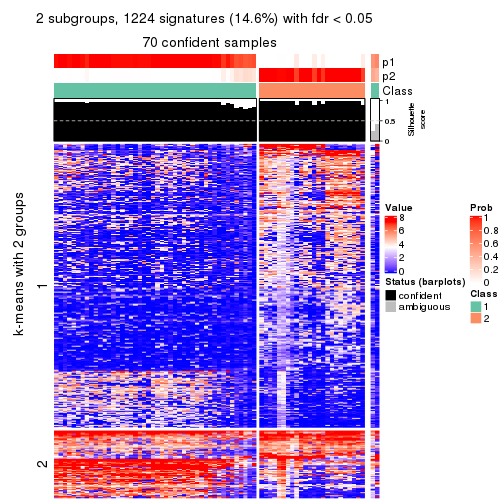 2 subgroups, 1224 signatures (14.6%) with fdr < 0.05
70 confident samples
p1
p2
Class
1
0.5
0
Silhouette
score
k-means with 2 groups
1
2
Value
8
6
4
2
0
Status (barplots)
confident
ambiguous
Prob
1
0.8
0.6
0.4
0.2
0
Class
1
2